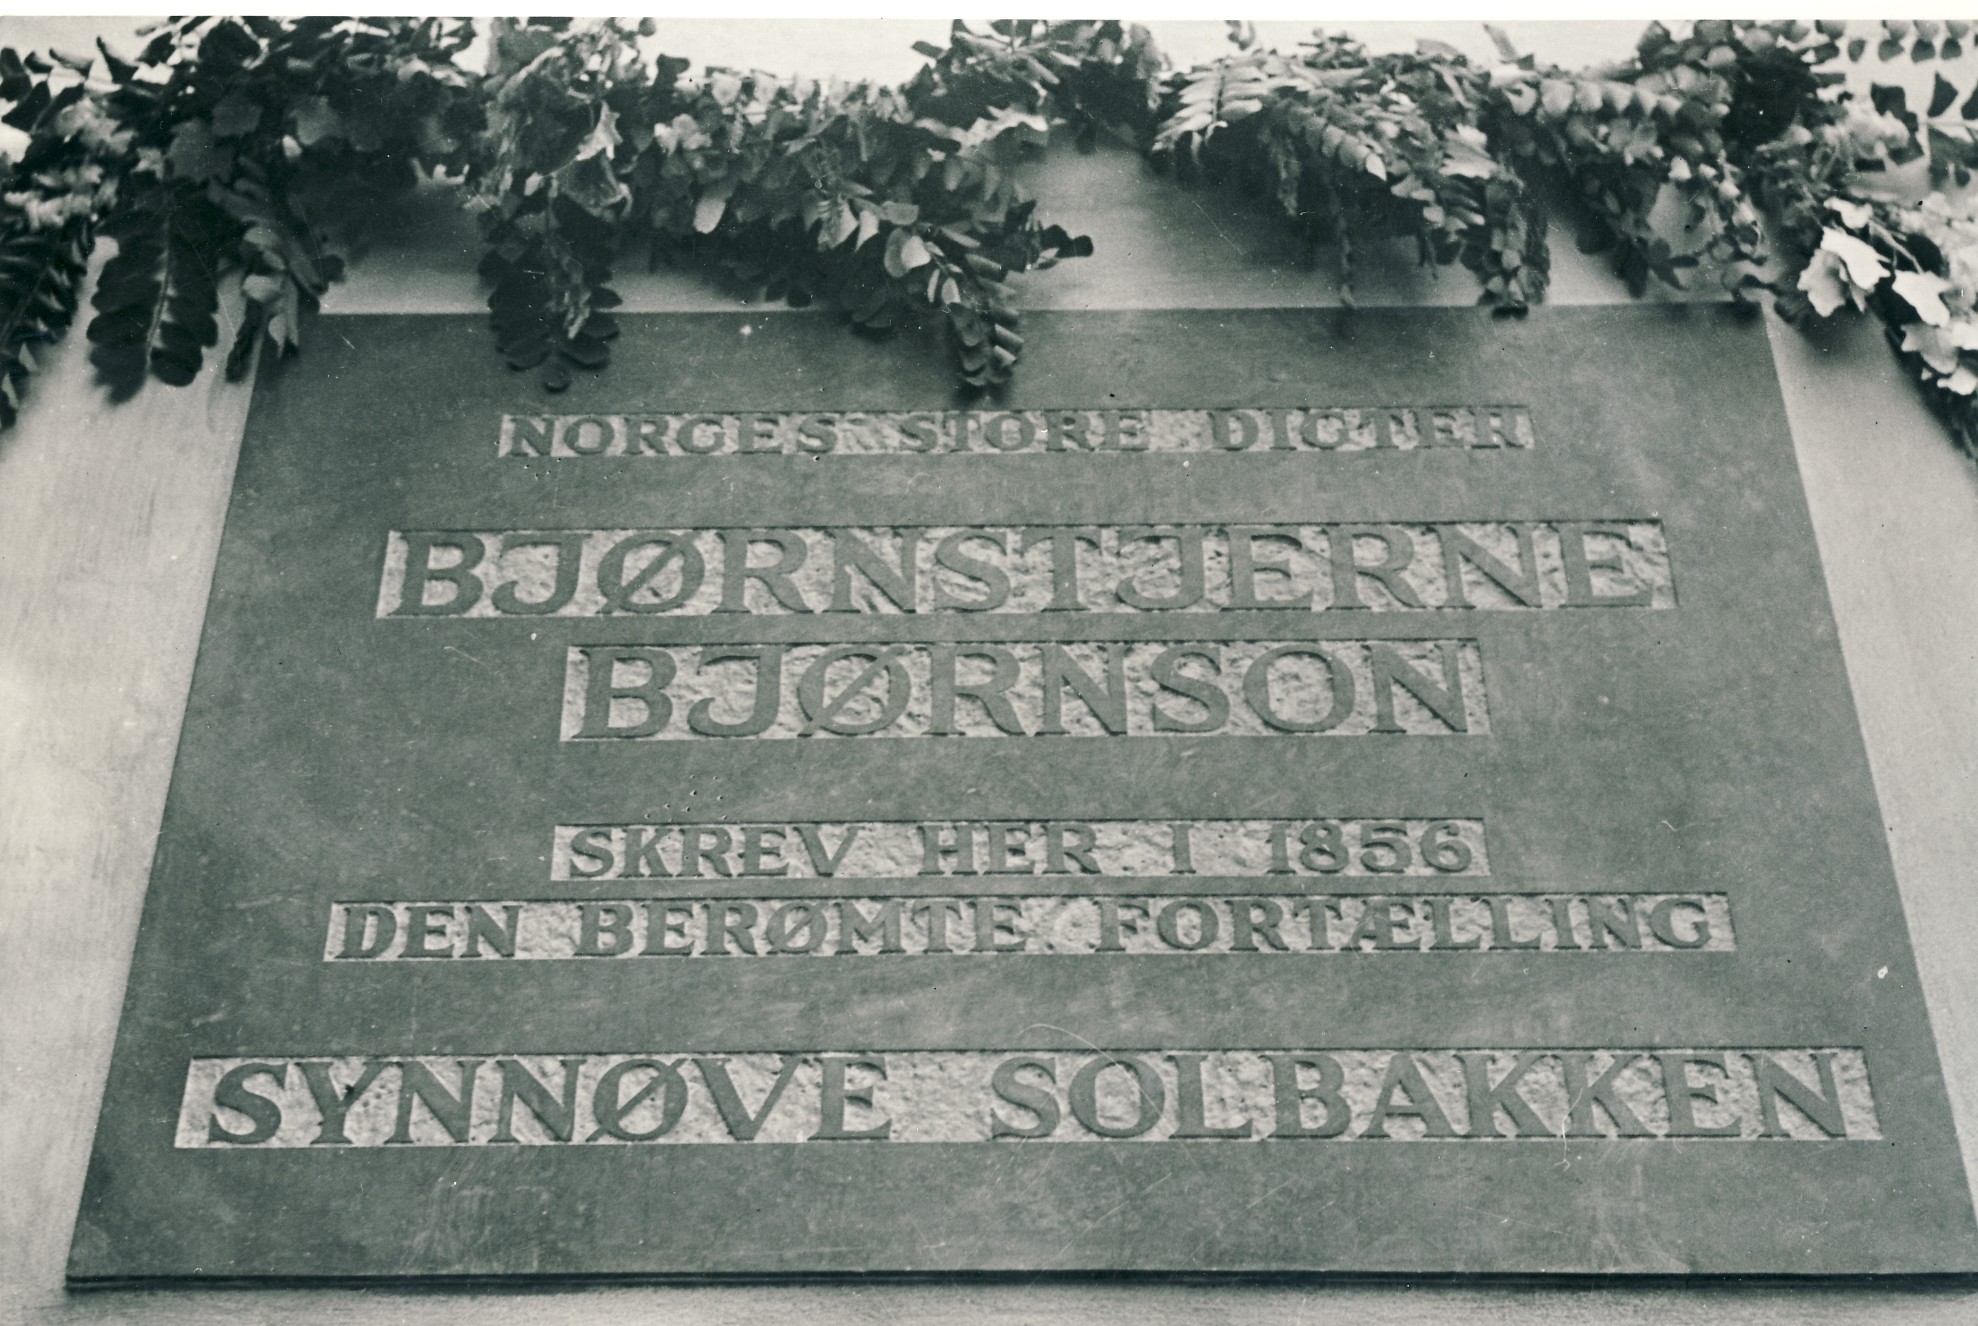 NORGES STORE DIGTER
BJØRNSTJERNE
BJØRNSON
SKREV HER I 1856
DEN BERØMTE FORTÆLLING
SYNNØVE SOLBAKKEN